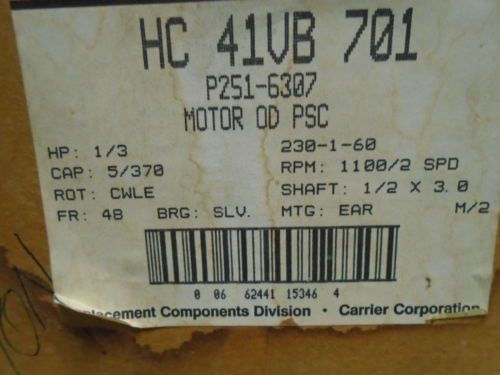 HC 41VB 701
P251-6307
MOTOR OD PSC
HP: 1/3 230-1-60
CAP: 5/370 RPM: 1100/2 SPD
ROT: CWLE SHAFT: 1/2 X 3.0
FR: 48 BRG: SLV. MTG: EAR M/2
0 06 62441 15346 4
lacement Components Division • Carrier Corporation